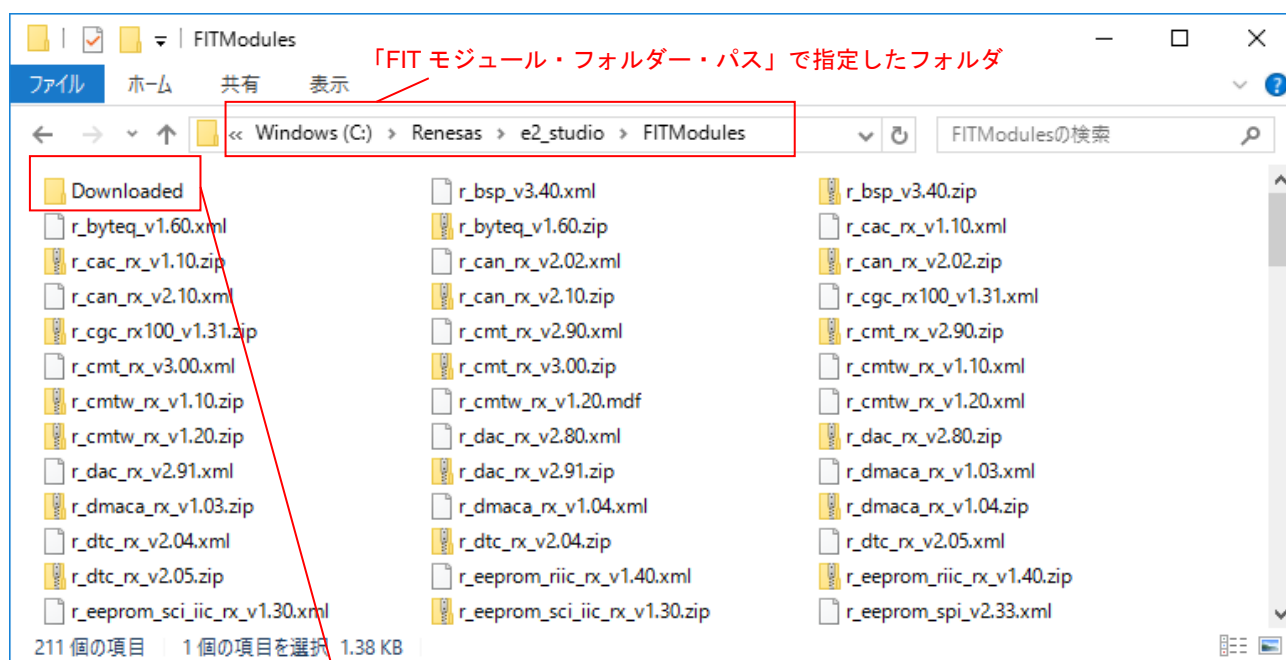 FITModules
「FIT モジュール・フォルダー・パス」で指定したフォルダ
ファイル ホーム 共有 表示
?
« Windows (C:) › Renesas › e2_studio › FITModules
FITModulesの検索
Downloaded r_bsp_v3.40.xml r_bsp_v3.40.zip
r_byteq_v1.60.xml r_byteq_v1.60.zip r_cac_rx_v1.10.xml
r_cac_rx_v1.10.zip r_can_rx_v2.02.xml r_can_rx_v2.02.zip
r_can_rx_v2.10.xml r_can_rx_v2.10.zip r_cgc_rx100_v1.31.xml
r_cgc_rx100_v1.31.zip r_cmt_rx_v2.90.xml r_cmt_rx_v2.90.zip
r_cmt_rx_v3.00.xml r_cmt_rx_v3.00.zip r_cmtw_rx_v1.10.xml
r_cmtw_rx_v1.10.zip r_cmtw_rx_v1.20.mdf r_cmtw_rx_v1.20.xml
r_cmtw_rx_v1.20.zip r_dac_rx_v2.80.xml r_dac_rx_v2.80.zip
r_dac_rx_v2.91.xml r_dac_rx_v2.91.zip r_dmaca_rx_v1.03.xml
r_dmaca_rx_v1.03.zip r_dmaca_rx_v1.04.xml r_dmaca_rx_v1.04.zip
r_dtc_rx_v2.04.xml r_dtc_rx_v2.04.zip r_dtc_rx_v2.05.xml
r_dtc_rx_v2.05.zip r_eeprom_riic_rx_v1.40.xml r_eeprom_riic_rx_v1.40.zip
r_eeprom_sci_iic_rx_v1.30.xml r_eeprom_sci_iic_rx_v1.30.zip r_eeprom_spi_v2.33.xml
211 個の項目 1 個の項目を選択 1.38 KB